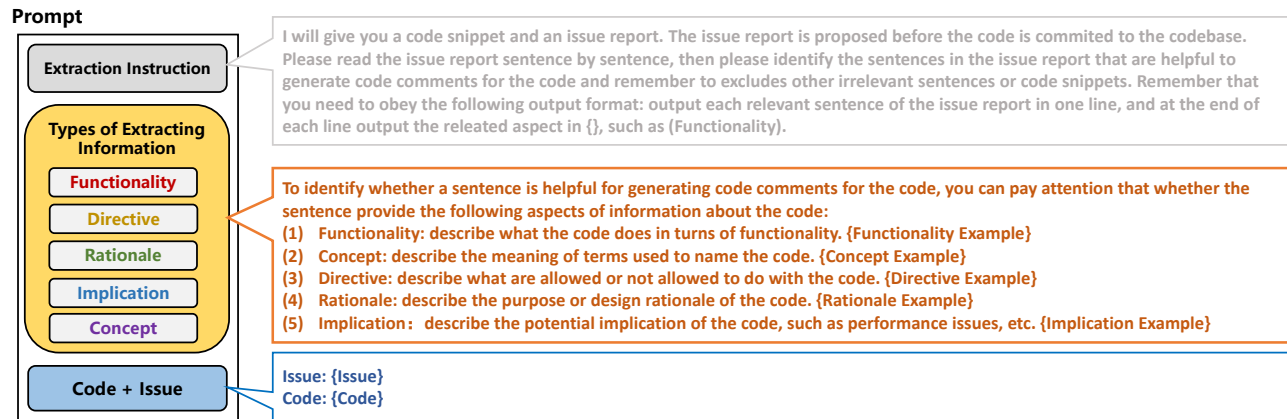 Prompt
Extraction Instruction
I will give you a code snippet and an issue report. The issue report is proposed before the code is commited to the codebase.
Please read the issue report sentence by sentence, then please identify the sentences in the issue report that are helpful to
generate code comments for the code and remember to excludes other irrelevant sentences or code snippets. Remember that
you need to obey the following output format: output each relevant sentence of the issue report in one line, and at the end of
each line output the releated aspect in {}, such as (Functionality).
Types of Extracting
Information
Functionality
Directive
Rationale
Implication
Concept
To identify whether a sentence is helpful for generating code comments for the code, you can pay attention that whether the
sentence provide the following aspects of information about the code:
(1) Functionality: describe what the code does in turns of functionality. {Functionality Example}
(2) Concept: describe the meaning of terms used to name the code. {Concept Example}
(3) Directive: describe what are allowed or not allowed to do with the code. {Directive Example}
(4) Rationale: describe the purpose or design rationale of the code. {Rationale Example}
(5) Implication：describe the potential implication of the code, such as performance issues, etc. {Implication Example}
Code + Issue
Issue: {Issue}
Code: {Code}